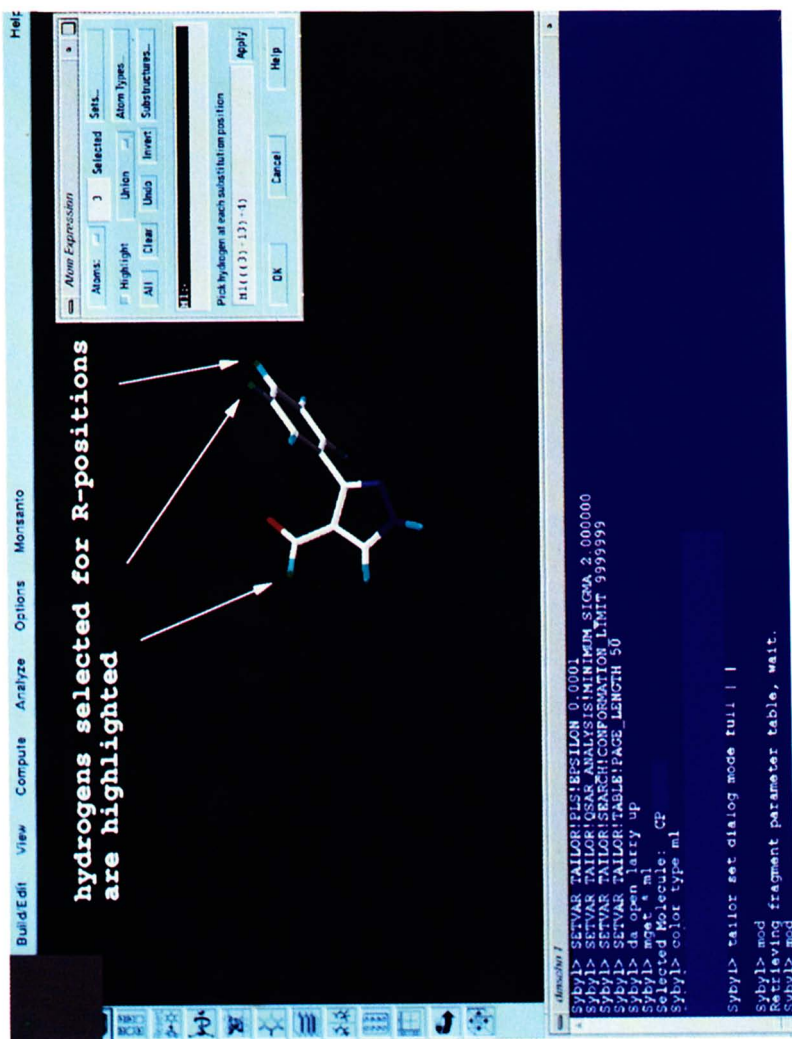 Build/Edit View Compute Analyze Options Monsanto Help
hydrogens selected for R-positions
are highlighted
Atom Expression
Atoms: 3 Selected Sets...
Highlight Union Atom Types...
All Clear Undo Invert Substructures...
M1:-
Pick hydrogen at each substitution position
M1(((3)-13)-4) Apply
OK Cancel Help
Sybyl> SETVAR TAILOR!PLS!EPSILON 0.0001
Sybyl> SETVAR TAILOR!QSAR_ANALYSIS!MINIMUM_SIGMA 2.000000
Sybyl> SETVAR TAILOR!SEARCH!CONFORMATION_LIMIT 9999999
Sybyl> SETVAR TAILOR!TABLE!PAGE_LENGTH 50
Sybyl> da open larry up
Sybyl> mget * m1
Selected Molecule: CP
Sybyl> color type m1
Sybyl> tailor set dialog mode full | |
Sybyl> mod
Retrieving fragment parameter table, wait.
Sybyl> mod